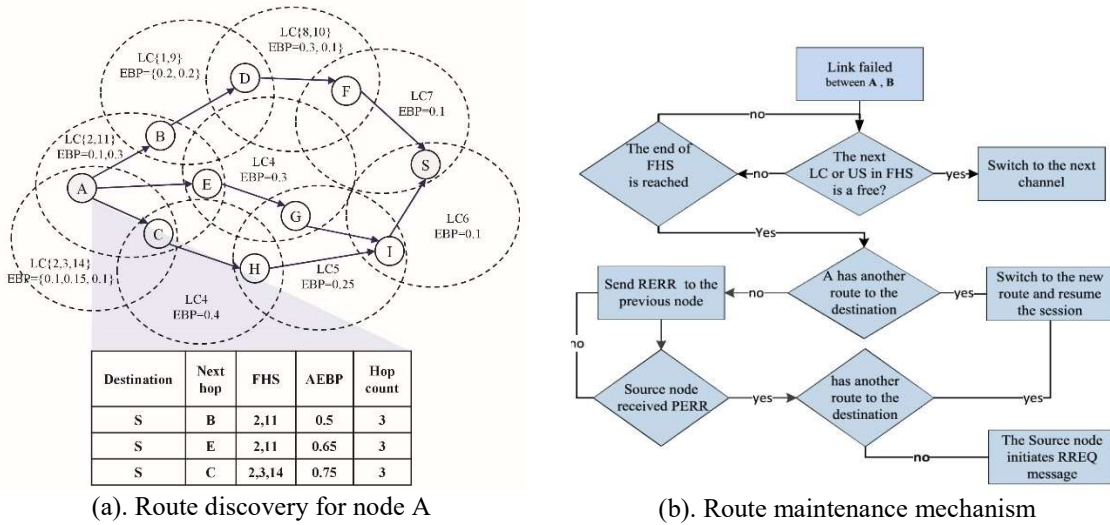 LC{8,10}
EBP=0.3, 0.1}
LC{1,9}
EBP={0.2, 0.2}
D
F
LC7
EBP=0.1
B
LC{2,11}
EBP=0.1,0.3
LC4
EBP=0.3
S
A
E
G
LC6
EBP=0.1
C
I
H
LC{2,3,14}
EBP={0.1,0.15, 0.1}
LC5
EBP=0.25
LC4
EBP=0.4
Destination Next hop FHS AEBP Hop count
S B 2,11 0.5 3
S E 2,11 0.65 3
S C 2,3,14 0.75 3
(a). Route discovery for node A
Link failed
between A , B
no
The end of
FHS
is reached
no
The next
LC or US in FHS
is a free?
yes
Switch to the next
channel
Yes
Send RERR to the
previous node
no
A has another
route to the
destination
yes
Switch to the new
route and resume
the session
no
Source node
received PERR
yes
has another
route to the
destination
yes
no
The Source node
initiates RREQ
message
(b). Route maintenance mechanism